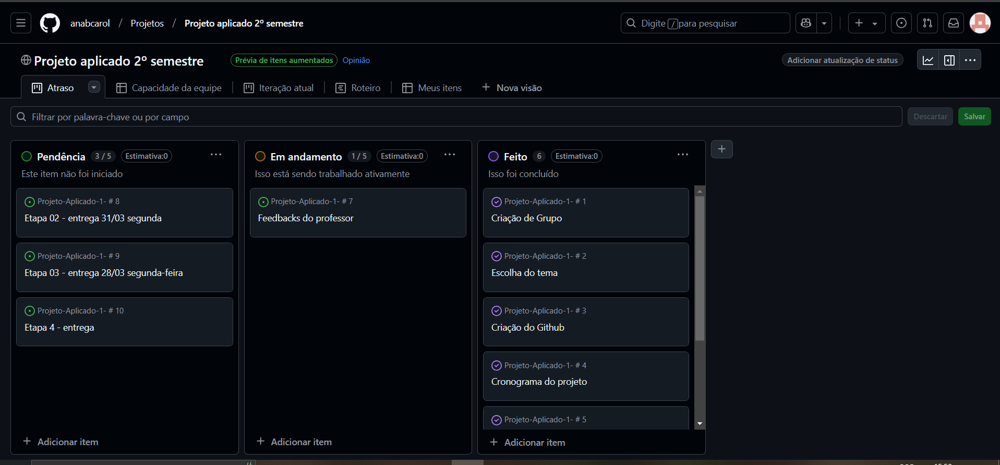 anabcarol / Projetos / Projeto aplicado 2º semestre
Digite / para pesquisar
Projeto aplicado 2º semestre
Prévia de itens aumentados
Opinião
Adicionar atualização de status
Atraso
Capacidade da equipe
Iteração atual
Roteiro
Meus itens
Nova visão
Filtrar por palavra-chave ou por campo
Descartar
Salvar
Pendência 3 / 5 Estimativa:0
Este item não foi iniciado
Projeto-Aplicado-1- # 8
Etapa 02 - entrega 31/03 segunda
Projeto-Aplicado-1- # 9
Etapa 03 - entrega 28/03 segunda-feira
Projeto-Aplicado-1- # 10
Etapa 4 - entrega
Adicionar item
Em andamento 1 / 5 Estimativa:0
Isso está sendo trabalhado ativamente
Projeto-Aplicado-1- # 7
Feedbacks do professor
Adicionar item
Feito 6 Estimativa:0
Isso foi concluído
Projeto-Aplicado-1- # 1
Criação de Grupo
Projeto-Aplicado-1- # 2
Escolha do tema
Projeto-Aplicado-1- # 3
Criação do Github
Projeto-Aplicado-1- # 4
Cronograma do projeto
Projeto-Aplicado-1- # 5
Adicionar item